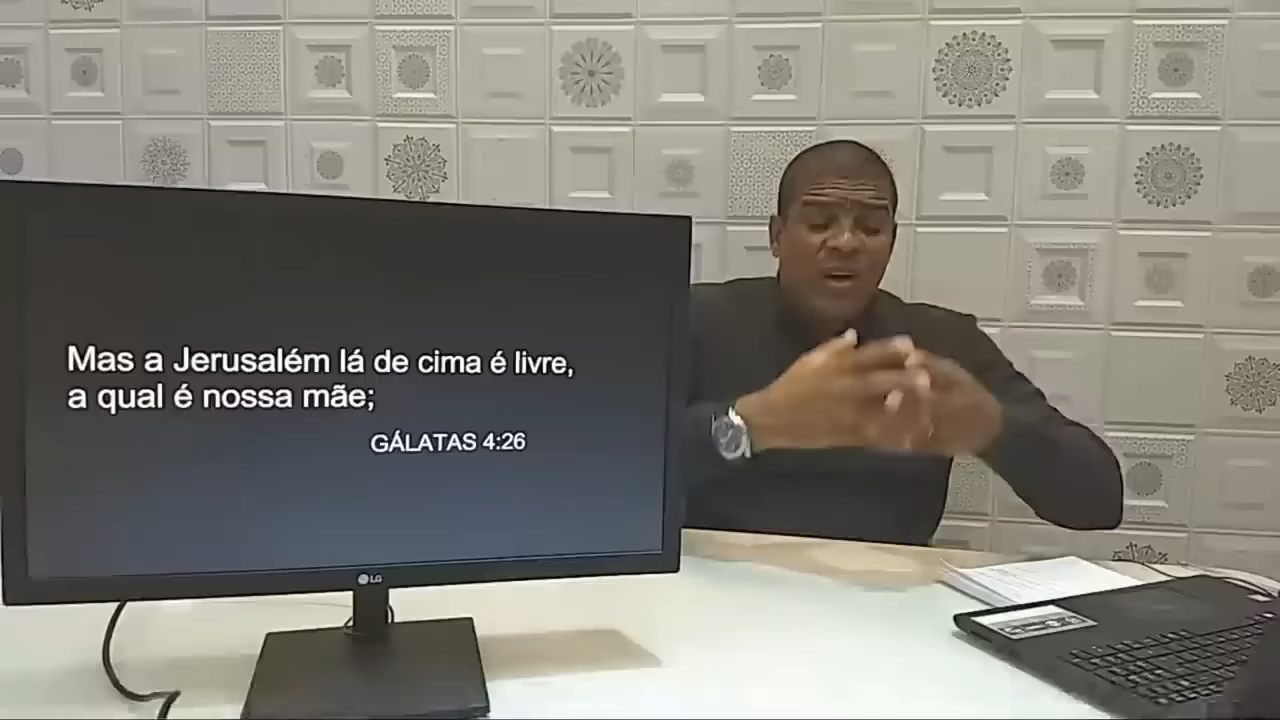 Mas a Jerusalém lá de cima é livre,
a qual é nossa mãe;
GÁLATAS 4:26
LG